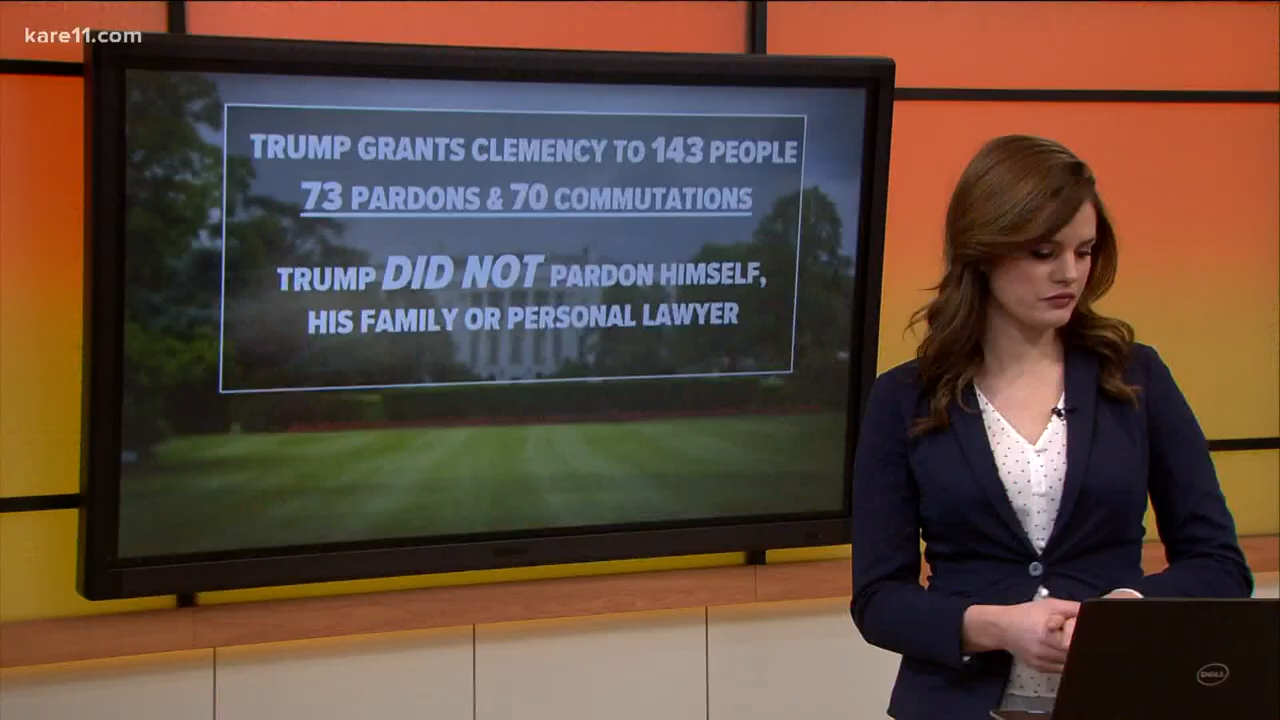 kare11.com
TRUMP GRANTS CLEMENCY TO 143 PEOPLE
73 PARDONS & 70 COMMUTATIONS
TRUMP DID NOT PARDON HIMSELF,
HIS FAMILY OR PERSONAL LAWYER
DELL